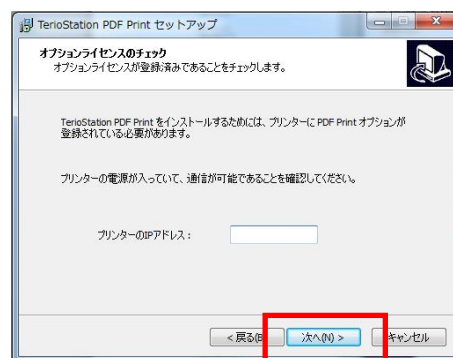 TerioStation PDF Print セットアップ
オプションライセンスのチェック
オプションライセンスが登録済みであることをチェックします。
TerioStation PDF Print をインストールするためには、プリンターに PDF Print オプションが
登録されている必要があります。
プリンターの電源が入っていて、通信が可能であることを確認してください。
プリンターのIPアドレス：
< 戻る(B
次へ(N) >
キャンセル